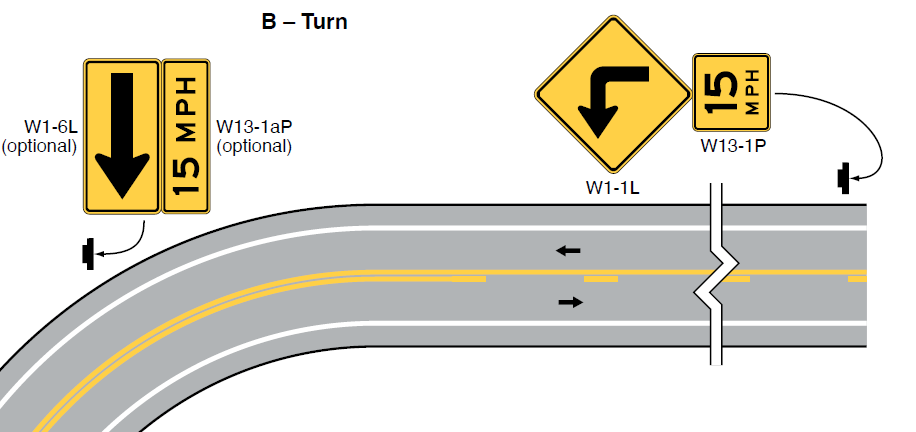 B – Turn
W1-6L
(optional)
15 MPH
W13-1aP
(optional)
15
MPH
W13-1P
W1-1L